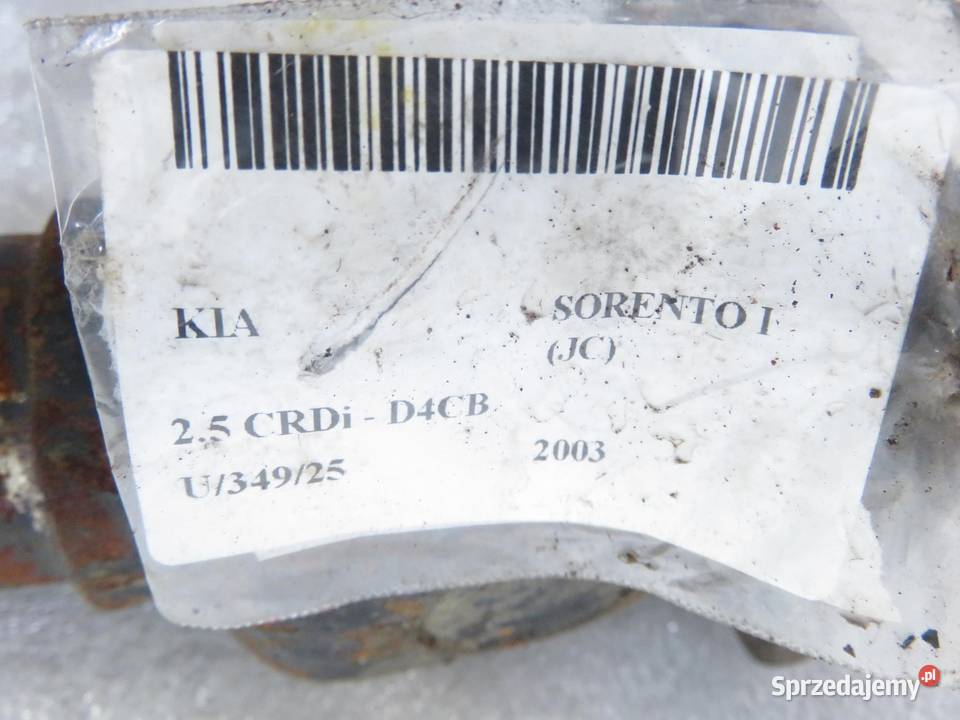 KIA SORENTO I
(JC)
2.5 CRDi - D4CB
U/349/25 2003
Sprzedajemy.pl